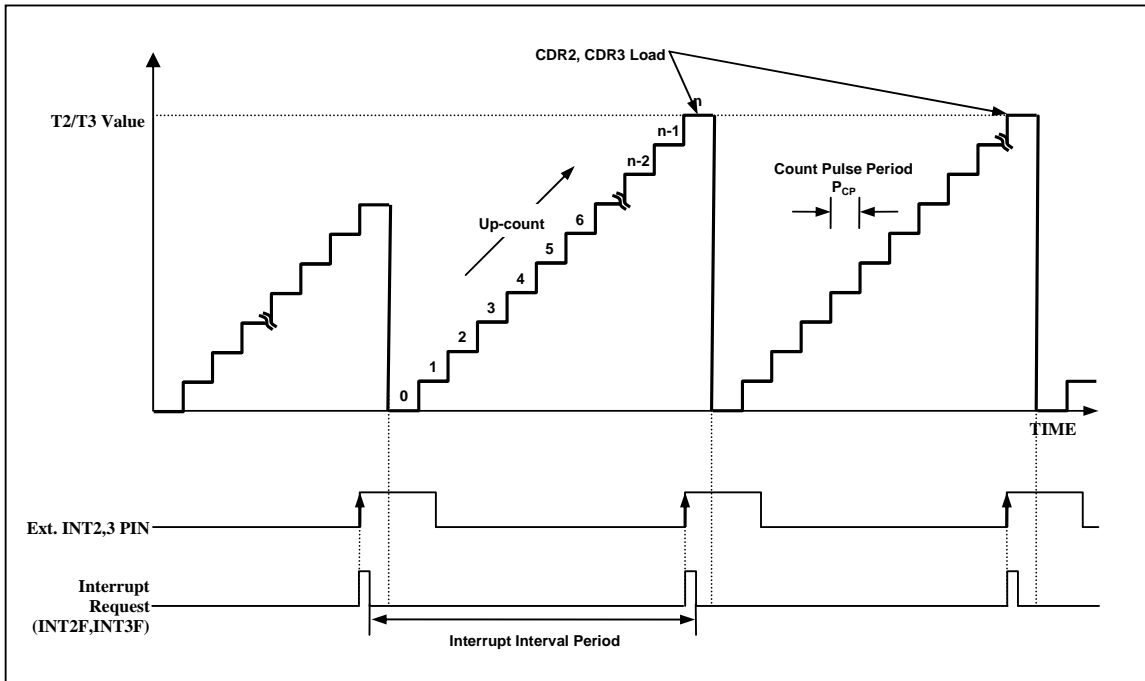 CDR2, CDR3 Load
n
T2/T3 Value
n-1
n-2
Count Pulse Period
PCP
Up-count
6
5
4
3
2
1
0
TIME
Ext. INT2,3 PIN
Interrupt
Request
(INT2F,INT3F)
Interrupt Interval Period